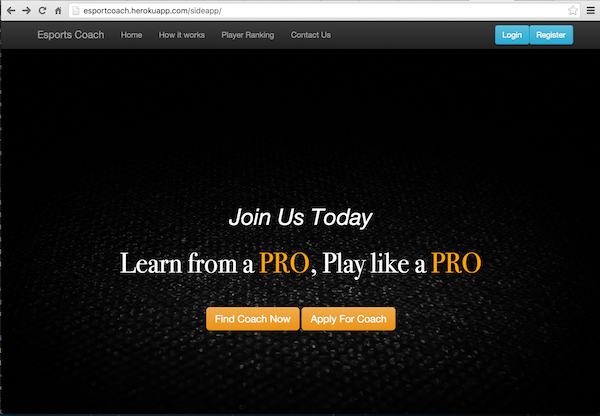 esportcoach.herokuapp.com/sideapp/
Esports Coach Home How it works Player Ranking Contact Us Login Register
Join Us Today
Learn from a PRO, Play like a PRO
Find Coach Now Apply For Coach